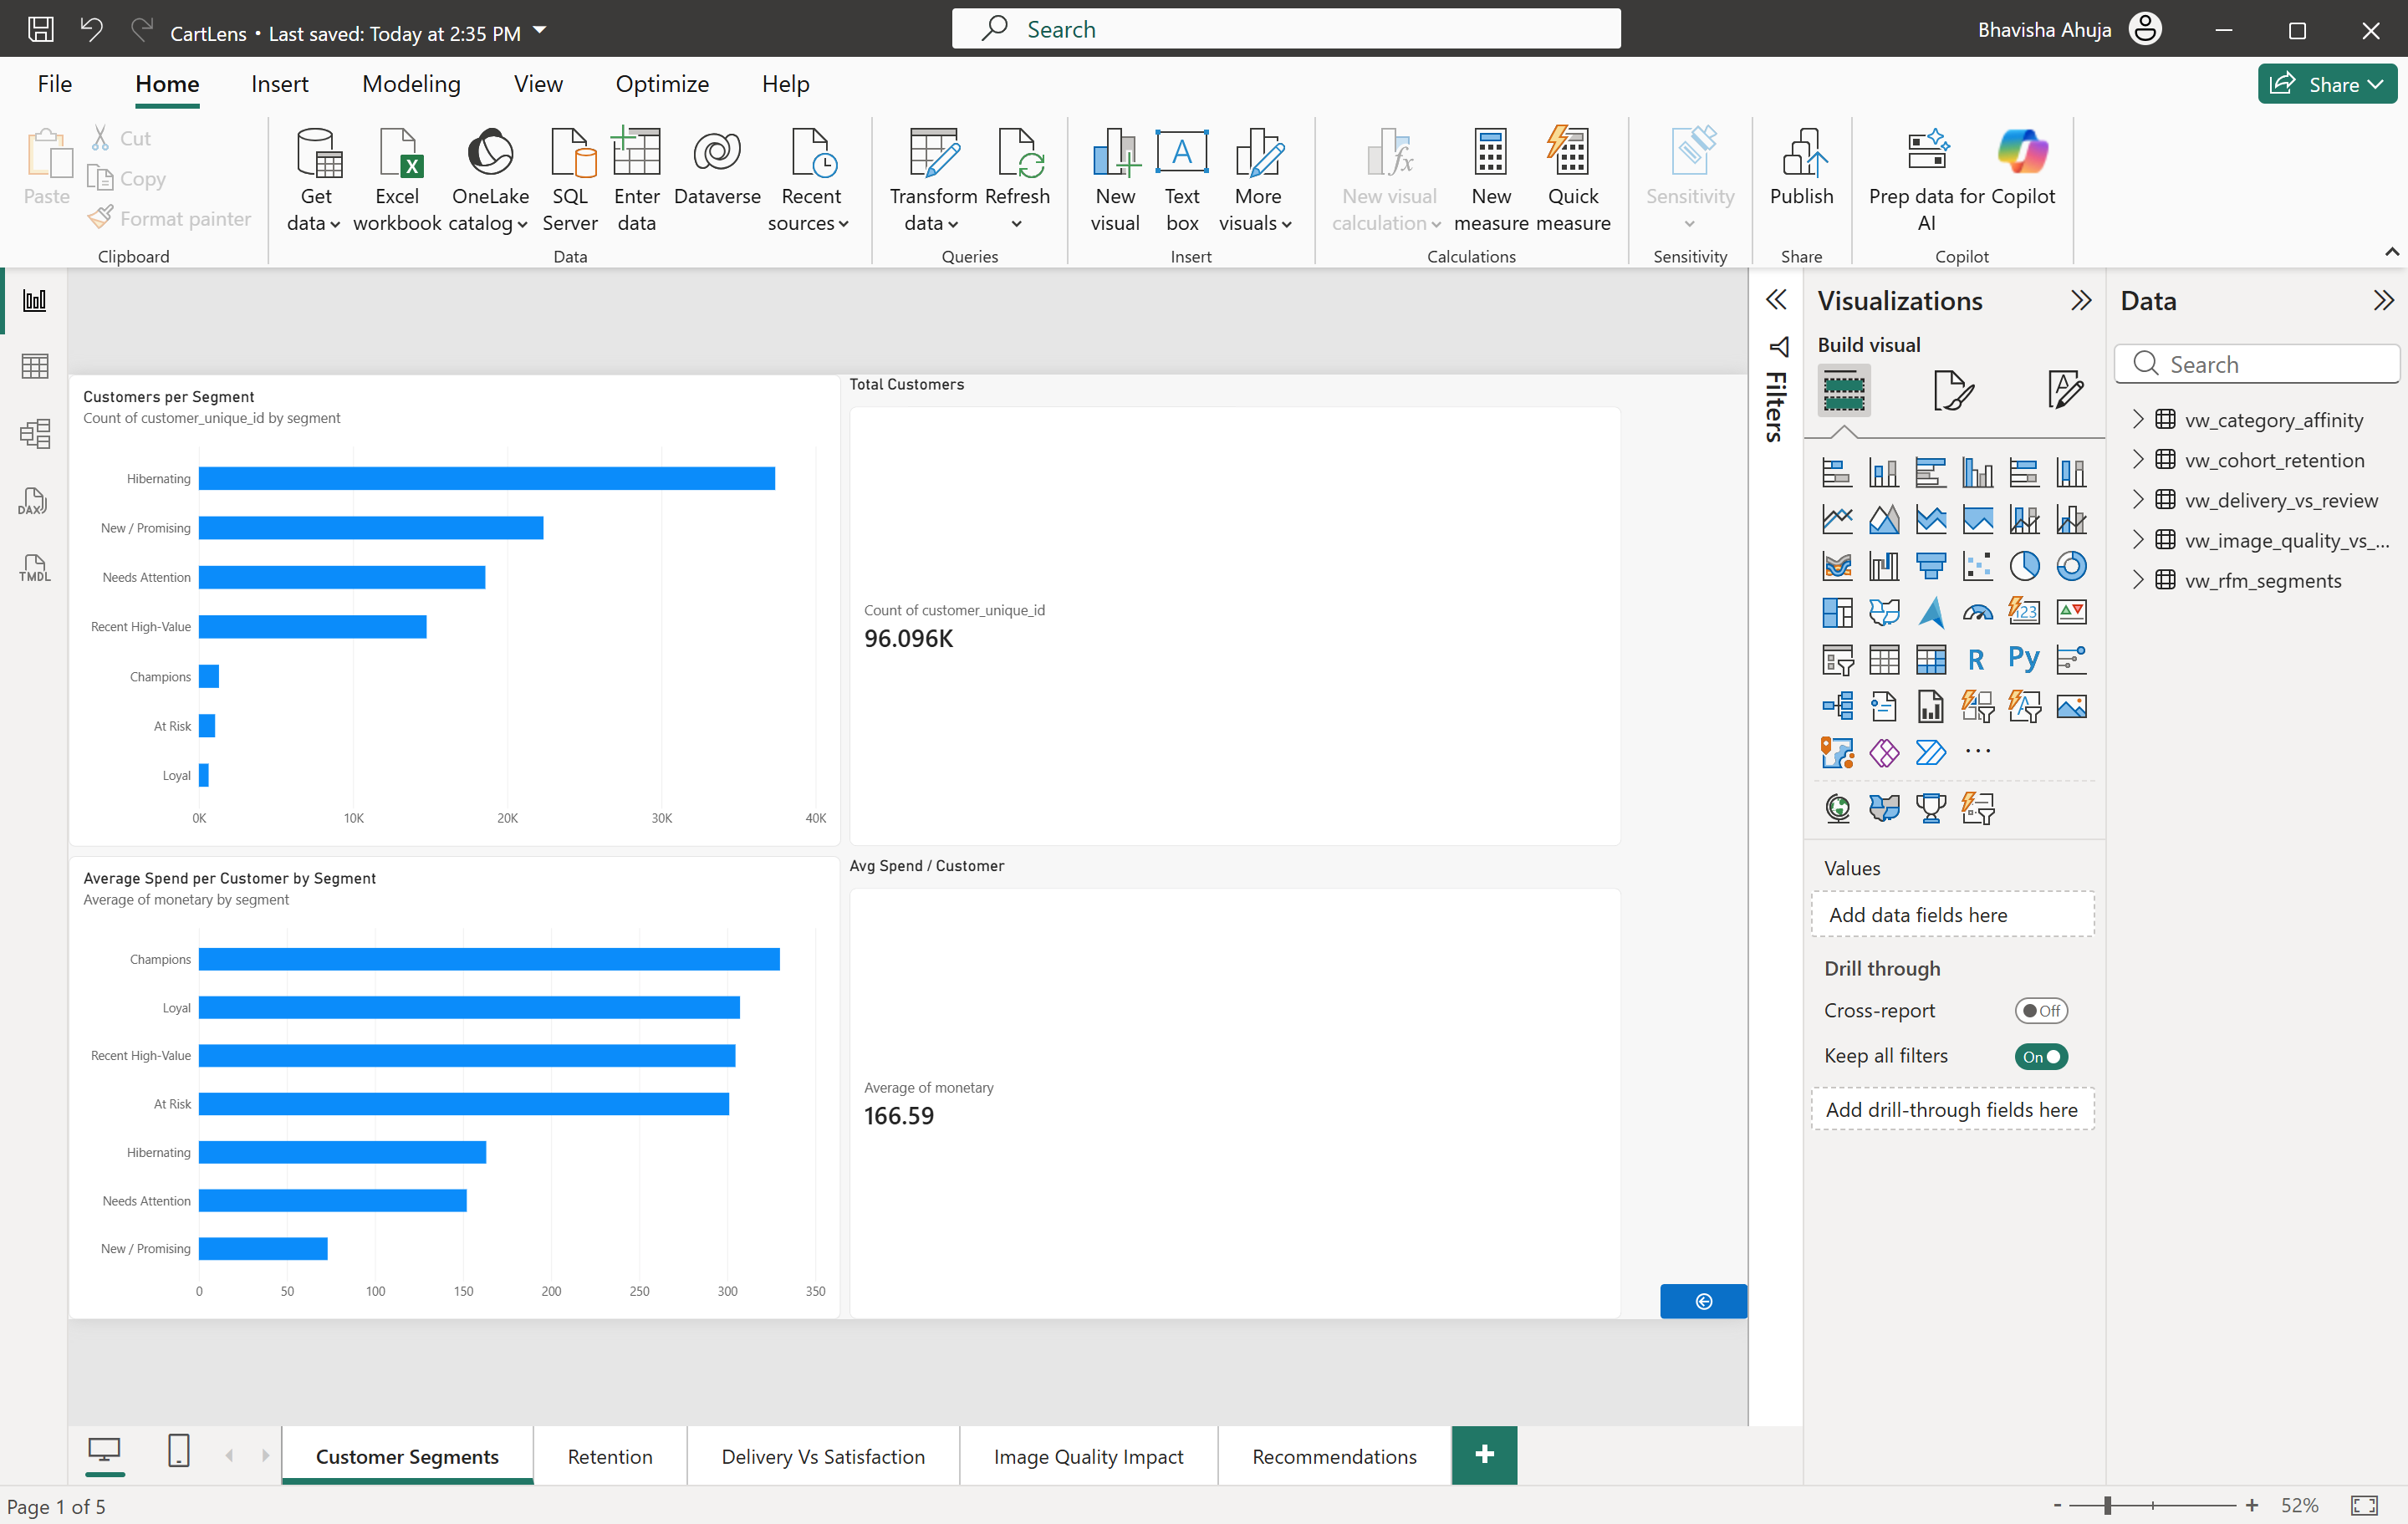 CartLens • Last saved: Today at 2:35 PM
Search
Bhavisha Ahuja
File
Home
Insert
Modeling
View
Optimize
Help
Share
Paste
Cut
Copy
Format painter
Clipboard
Get data
Excel workbook
OneLake catalog
SQL Server
Enter data
Dataverse
Recent sources
Data
Transform data
Refresh
Queries
New visual
A
Text box
More visuals
Insert
fx
New visual calculation
New measure
Quick measure
Calculations
Sensitivity
Sensitivity
Publish
Share
Prep data for AI
Copilot
Copilot
DAX
TMDL
Customers per Segment
Count of customer_unique_id by segment
Hibernating
New / Promising
Needs Attention
Recent High-Value
Champions
At Risk
Loyal
0K 10K 20K 30K 40K
Total Customers
Count of customer_unique_id
96.096K
Average Spend per Customer by Segment
Average of monetary by segment
Champions
Loyal
Recent High-Value
At Risk
Hibernating
Needs Attention
New / Promising
0 50 100 150 200 250 300 350
Avg Spend / Customer
Average of monetary
166.59
Filters
Visualizations
Build visual
123
R
Py
Values
Add data fields here
Drill through
Cross-report
Off
Keep all filters
On
Add drill-through fields here
Data
Search
vw_category_affinity
vw_cohort_retention
vw_delivery_vs_review
vw_image_quality_vs_...
vw_rfm_segments
Customer Segments
Retention
Delivery Vs Satisfaction
Image Quality Impact
Recommendations
+
Page 1 of 5
- + 52%